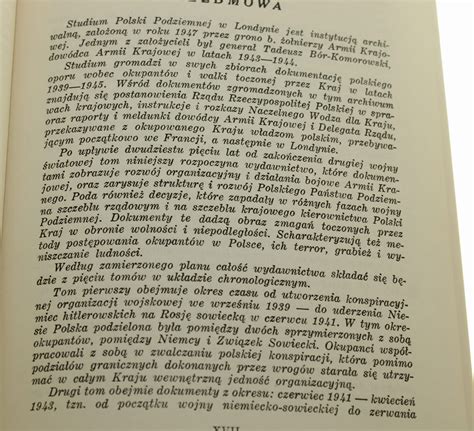 PRZEDMOWA
Studium Polski Podziemnej w Londynie jest instytucją archi-
walną, założoną w roku 1947 przez grono b. żołnierzy Armii Krajo-
wej. Jednym z założycieli był generał Tadeusz Bór-Komorowski,
dowódca Armii Krajowej w latach 1943—1944.
Studium gromadzi w swych zbiorach dokumentację polskiego
oporu wobec okupantów i walki toczonej przez Kraj w latach
1939—1945. Wśród dokumentów zgromadzonych w tym archiwum
znajdują się postanowienia Rządu Rzeczypospolitej Polskiej w spra-
wach krajowych, instrukcje i rozkazy Naczelnego Wodza dla Kraju,
oraz raporty i meldunki dowódcy Armii Krajowej i Delegata Rządu,
przekazywane z okupowanego Kraju władzom polskim, przebywa-
jącym początkowo we Francji, a następnie w Londynie.
Po upływie dwudziestu pięciu lat od zakończenia drugiej wojny
światowej tom niniejszy rozpoczyna wydawnictwo, które dokumen-
tami zobrazuje rozwój organizacyjny i działania bojowe Armii Kra-
jowej, oraz zarysuje strukturę i rozwój Polskiego Państwa Podziem-
nego. Poda również decyzje, które zapadały w różnych fazach wojny
na szczeblu rządowym i na szczeblu krajowego kierownictwa Polski
Podziemnej. Dokumenty te dadzą obraz zmagań toczonych przez
Kraj w obronie wolności i niepodległości. Scharakteryzują też me-
tody postępowania okupantów w Polsce, ich terror, grabież i wy-
niszczanie ludności.
Według zamierzonego planu całość wydawnictwa składać się bę-
dzie z pięciu tomów w układzie chronologicznym.
Tom pierwszy obejmuje okres czasu od utworzenia konspiracyj-
nej organizacji wojskowej we wrześniu 1939 — do uderzenia Nie-
miec hitlerowskich na Rosję sowiecką w czerwcu 1941. W tym okre-
sie Polska podzielona była pomiędzy dwóch sprzymierzonych z sobą
okupantów, pomiędzy Niemcy i Związek Sowiecki. Okupanci współ-
pracowali z sobą w zwalczaniu polskiej konspiracji, która pomimo
podziałów granicznych dokonanych przez wrogów starała się utrzy-
mać w całym Kraju wewnętrzną jedność organizacyjną.
Drugi tom obejmie dokumenty z okresu: czerwiec 1941 — kwiecień
1943, tzn. od początku wojny niemiecko-sowieckiej do zerwania
XVII